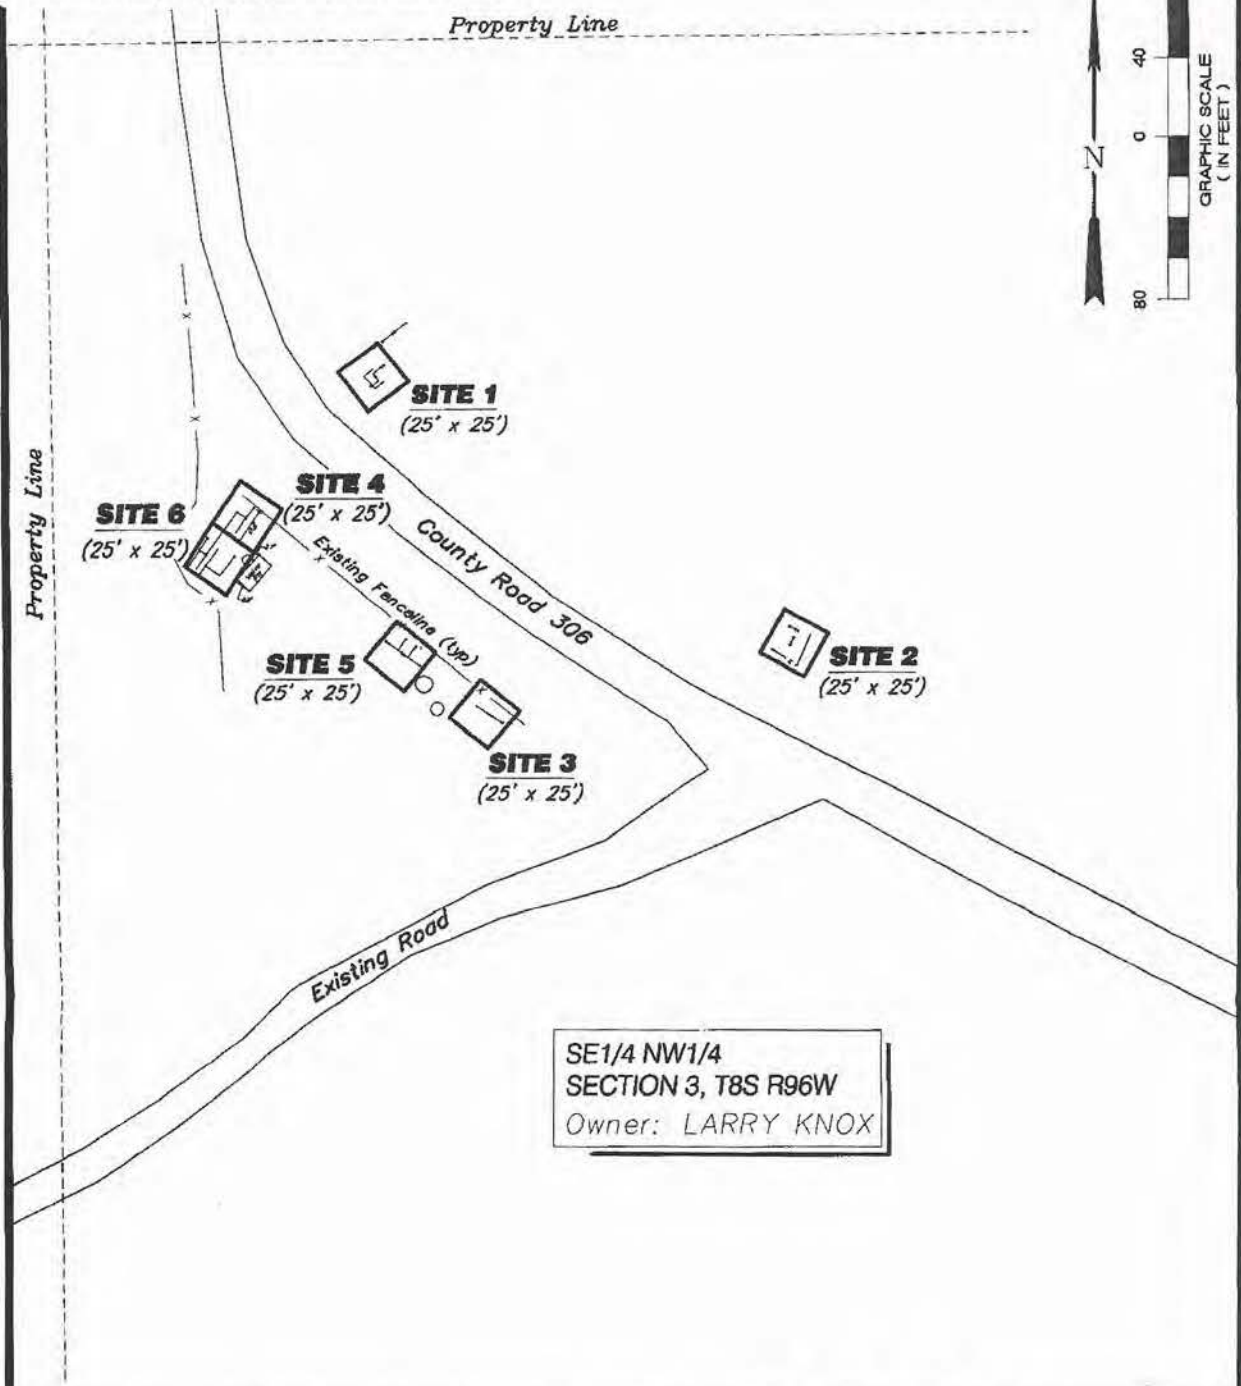 Property Line
40
0
80
GRAPHIC SCALE
( IN FEET )
N
SITE 1
(25' x 25')
Property Line
SITE 4
(25' x 25')
SITE 6
(25' x 25')
County Road 306
Existing Fenceline (typ)
SITE 2
(25' x 25')
SITE 5
(25' x 25')
SITE 3
(25' x 25')
Existing Road
SE1/4 NW1/4
SECTION 3, T8S R96W
Owner: LARRY KNOX